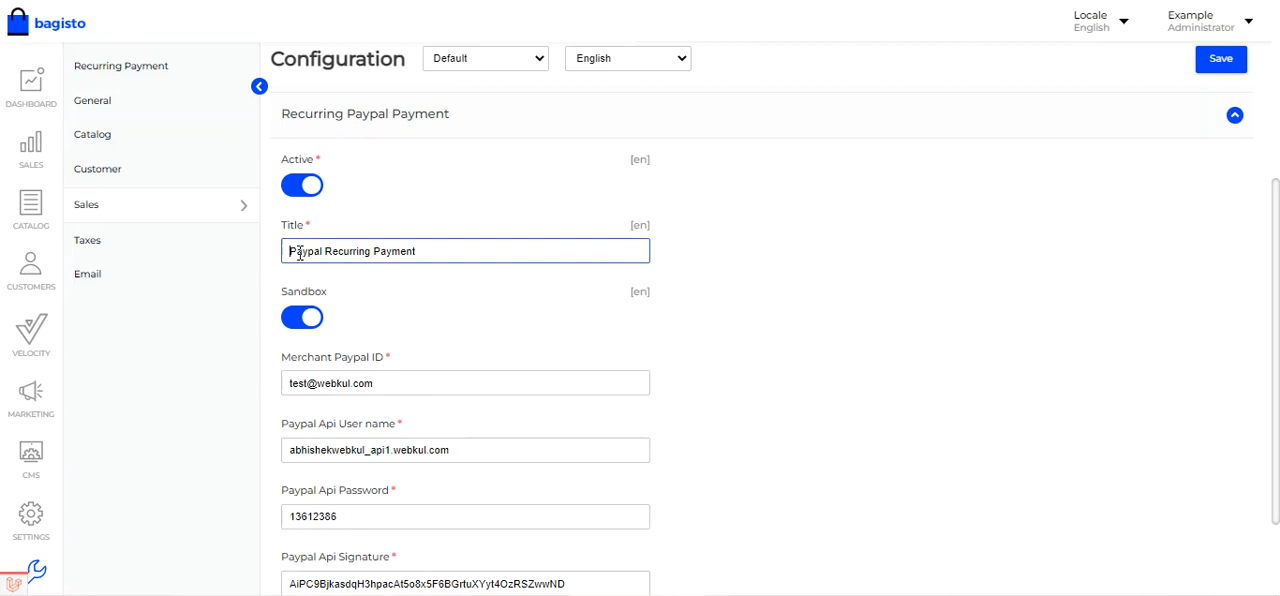 bagisto
Locale
English
Example
Administrator
DASHBOARD
SALES
CATALOG
CUSTOMERS
VELOCITY
MARKETING
CMS
SETTINGS
Recurring Payment
General
Catalog
Customer
Sales
Taxes
Email
Configuration
Default
English
Save
Recurring Paypal Payment
Active * [en]
Title * [en]
Paypal Recurring Payment
Sandbox [en]
Merchant Paypal ID *
test@webkul.com
Paypal Api User name *
abhishekwebkul_api1.webkul.com
Paypal Api Password *
13612386
Paypal Api Signature *
AiPC9BjkasdqH3hpacAt5o8x5F6BGrtuXYyt4OzRSZwwND